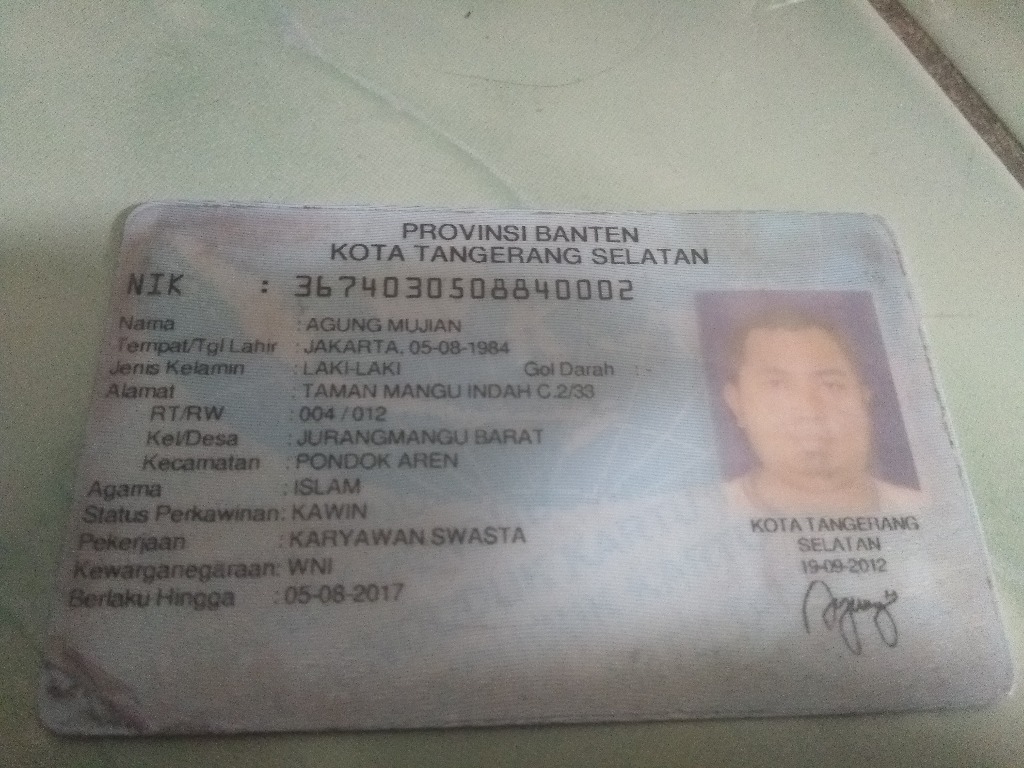 PROVINSI BANTEN
KOTA TANGERANG SELATAN
NIK : 3674030508840002
Nama : AGUNG MUJIAN
Tempat/Tgl Lahir : JAKARTA, 05-08-1984
Jenis Kelamin : LAKI-LAKI Gol Darah : -
Alamat : TAMAN MANGU INDAH C.2/33
RT/RW : 004 / 012
Kel/Desa : JURANGMANGU BARAT
Kecamatan : PONDOK AREN
Agama : ISLAM
Status Perkawinan: KAWIN
Pekerjaan : KARYAWAN SWASTA
Kewarganegaraan: WNI
Berlaku Hingga : 05-08-2017
KOTA TANGERANG
SELATAN
19-09-2012